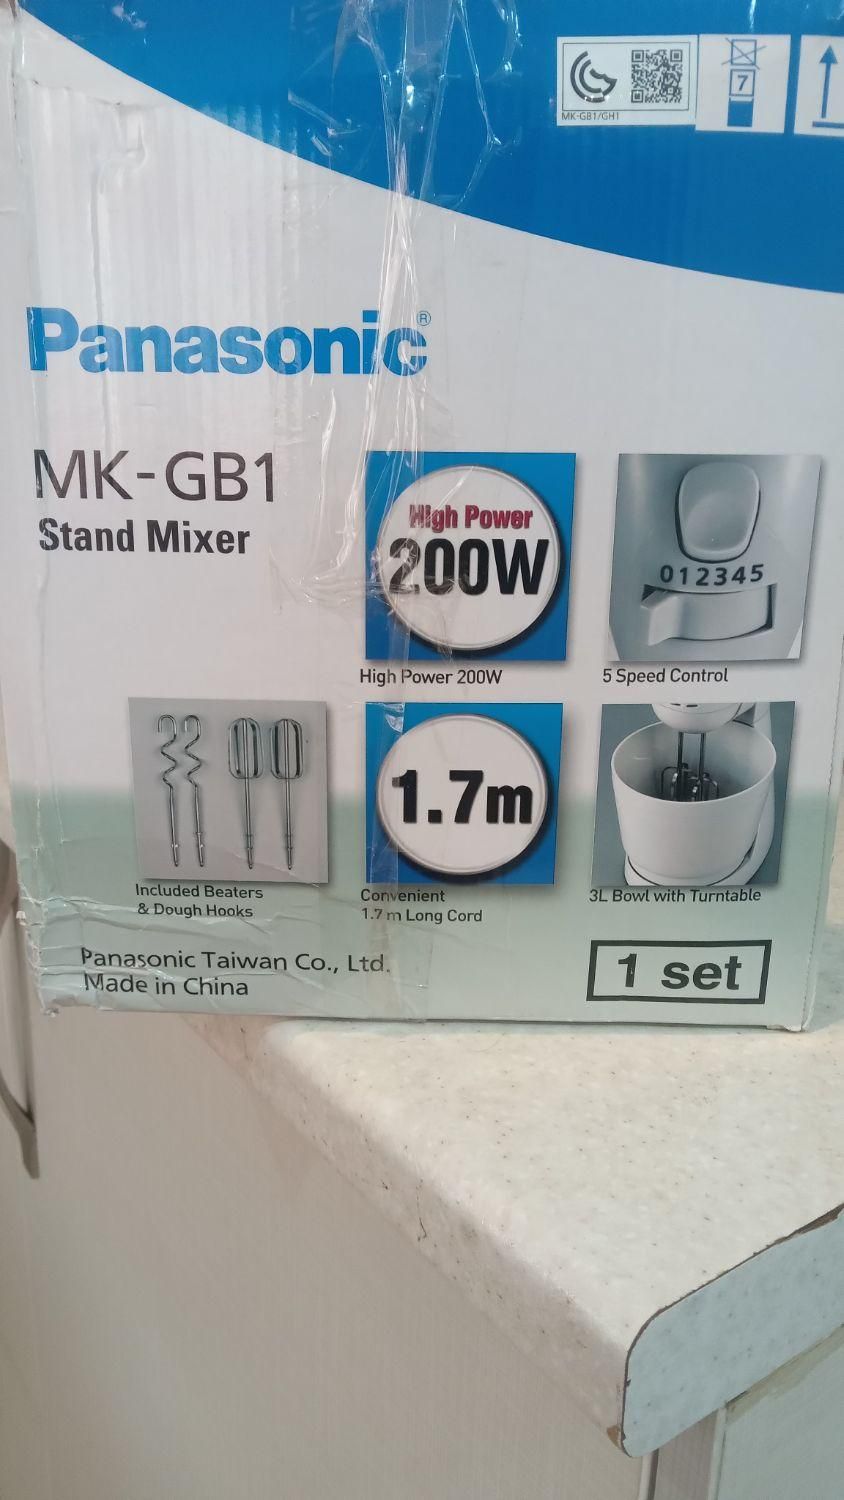 MK-GB1/GH1
7
Panasonic®
MK-GB1
Stand Mixer
High Power
200W
High Power 200W
012345
5 Speed Control
Included Beaters
& Dough Hooks
1.7m
Convenient
1.7 m Long Cord
3L Bowl with Turntable
Panasonic Taiwan Co., Ltd.
Made in China
1 set